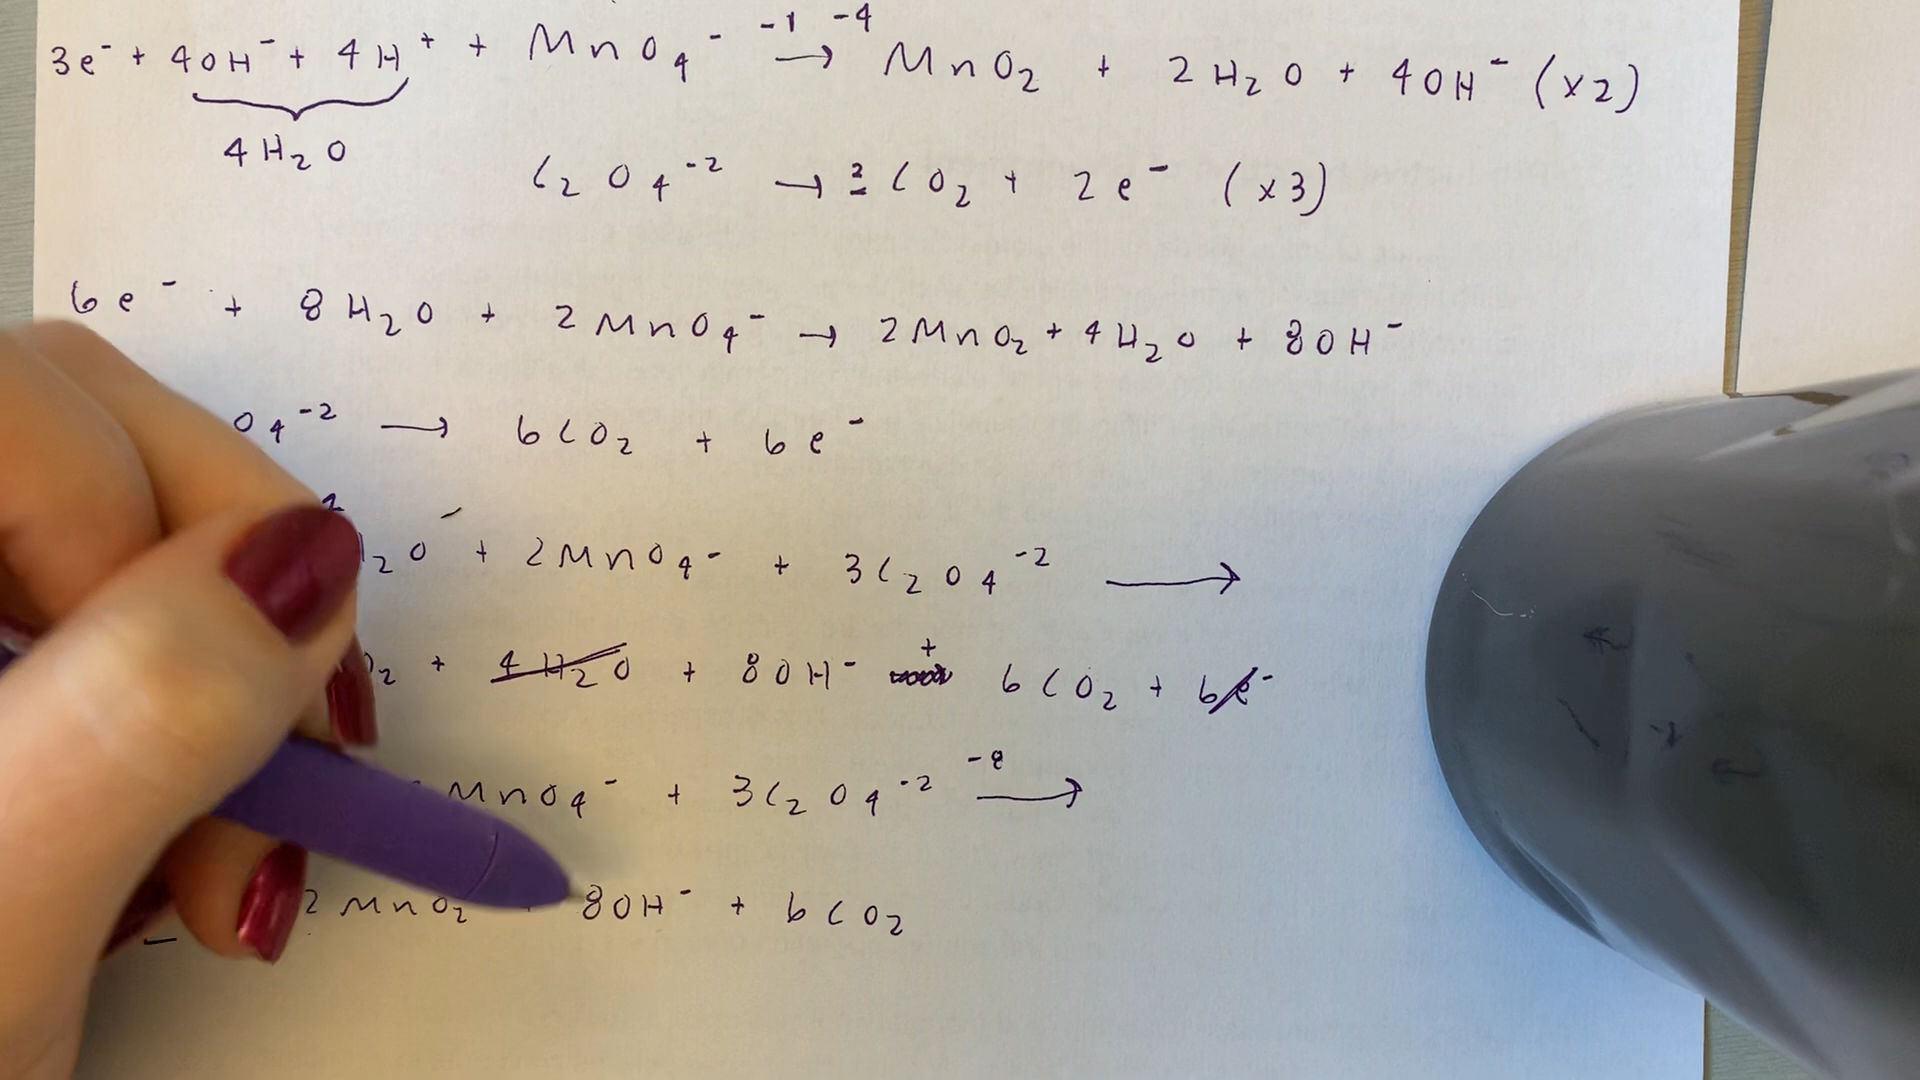 3e⁻ + 4OH⁻ + 4H⁺ + MnO₄⁻ →⁻¹ ⁻⁴ MnO₂ + 2H₂O + 4OH⁻ (x2)
4H₂O
C₂O₄⁻² → 2CO₂ + 2e⁻ (x3)
6e⁻ + 8H₂O + 2MnO₄⁻ → 2MnO₂ + 4H₂O + 8OH⁻
O₄⁻² → 6CO₂ + 6e⁻
₂O + 2MnO₄⁻ + 3C₂O₄⁻² →
₂ + 4H₂O + 8OH⁻ + 6CO₂ + 6e⁻
MnO₄⁻ + 3C₂O₄⁻² →⁻⁸
2MnO₂ 8OH⁻ + 6CO₂